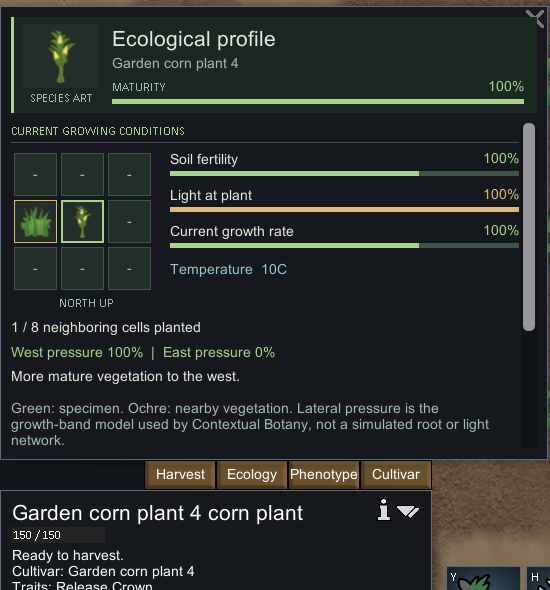 Ecological profile
Garden corn plant 4
MATURITY 100%
SPECIES ART
CURRENT GROWING CONDITIONS
- - -
Soil fertility 100%
Light at plant 100%
-
Current growth rate 100%
- - -
Temperature 10C
NORTH UP
1 / 8 neighboring cells planted
West pressure 100% | East pressure 0%
More mature vegetation to the west.
Green: specimen. Ochre: nearby vegetation. Lateral pressure is the
growth-band model used by Contextual Botany, not a simulated root or light
network.
Harvest Ecology Phenotype Cultivar
Garden corn plant 4 corn plant
150 / 150
Ready to harvest.
Cultivar: Garden corn plant 4
Traits: Release Crown
Y H